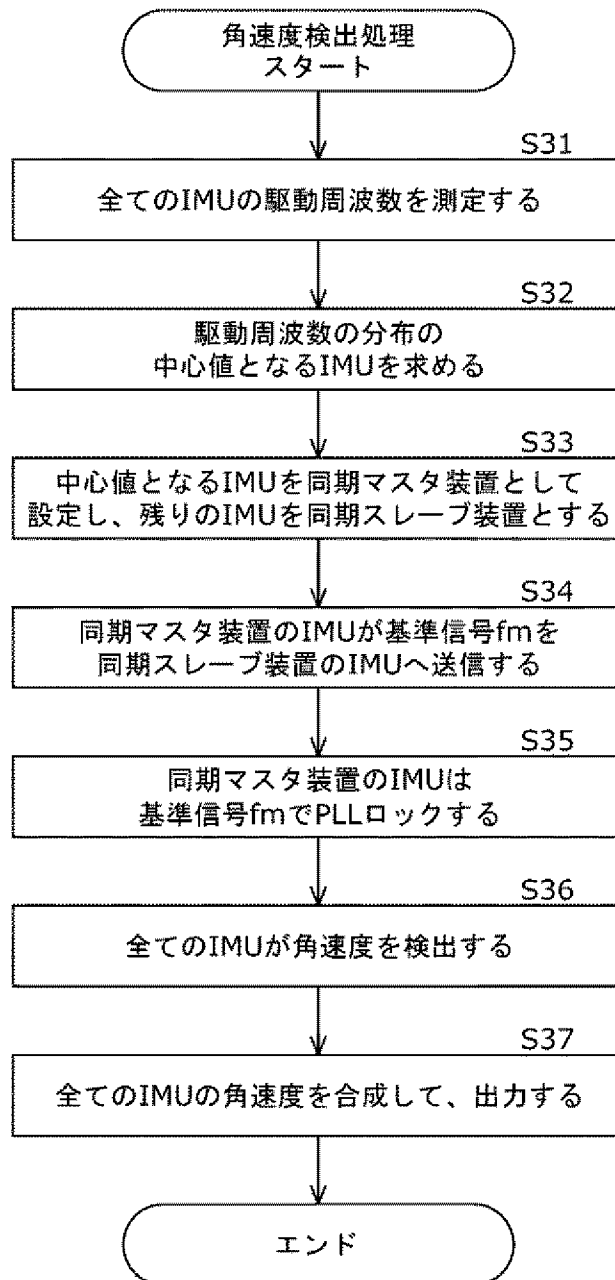 角速度検出処理
スタート
S31
全てのIMUの駆動周波数を測定する
S32
駆動周波数の分布の
中心値となるIMUを求める
S33
中心値となるIMUを同期マスタ装置として
設定し、残りのIMUを同期スレーブ装置とする
S34
同期マスタ装置のIMUが基準信号fmを
同期スレーブ装置のIMUへ送信する
S35
同期マスタ装置のIMUは
基準信号fmでPLLロックする
S36
全てのIMUが角速度を検出する
S37
全てのIMUの角速度を合成して、出力する
エンド